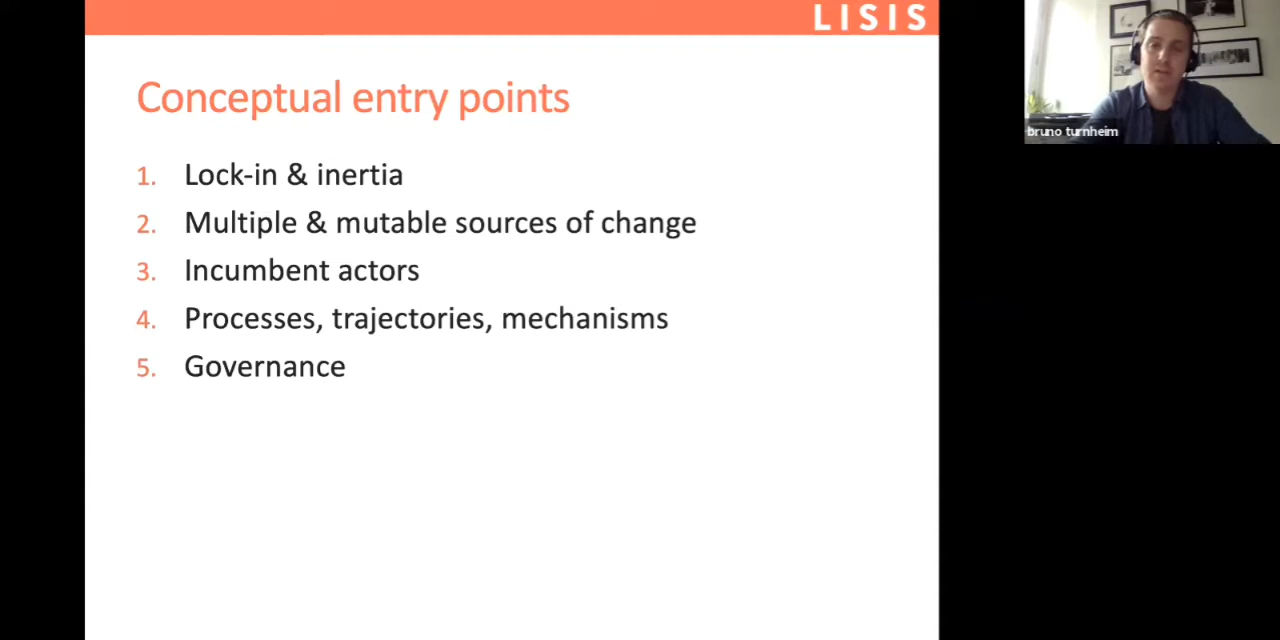 LISIS
Conceptual entry points
1. Lock-in & inertia
2. Multiple & mutable sources of change
3. Incumbent actors
4. Processes, trajectories, mechanisms
5. Governance
bruno turnheim